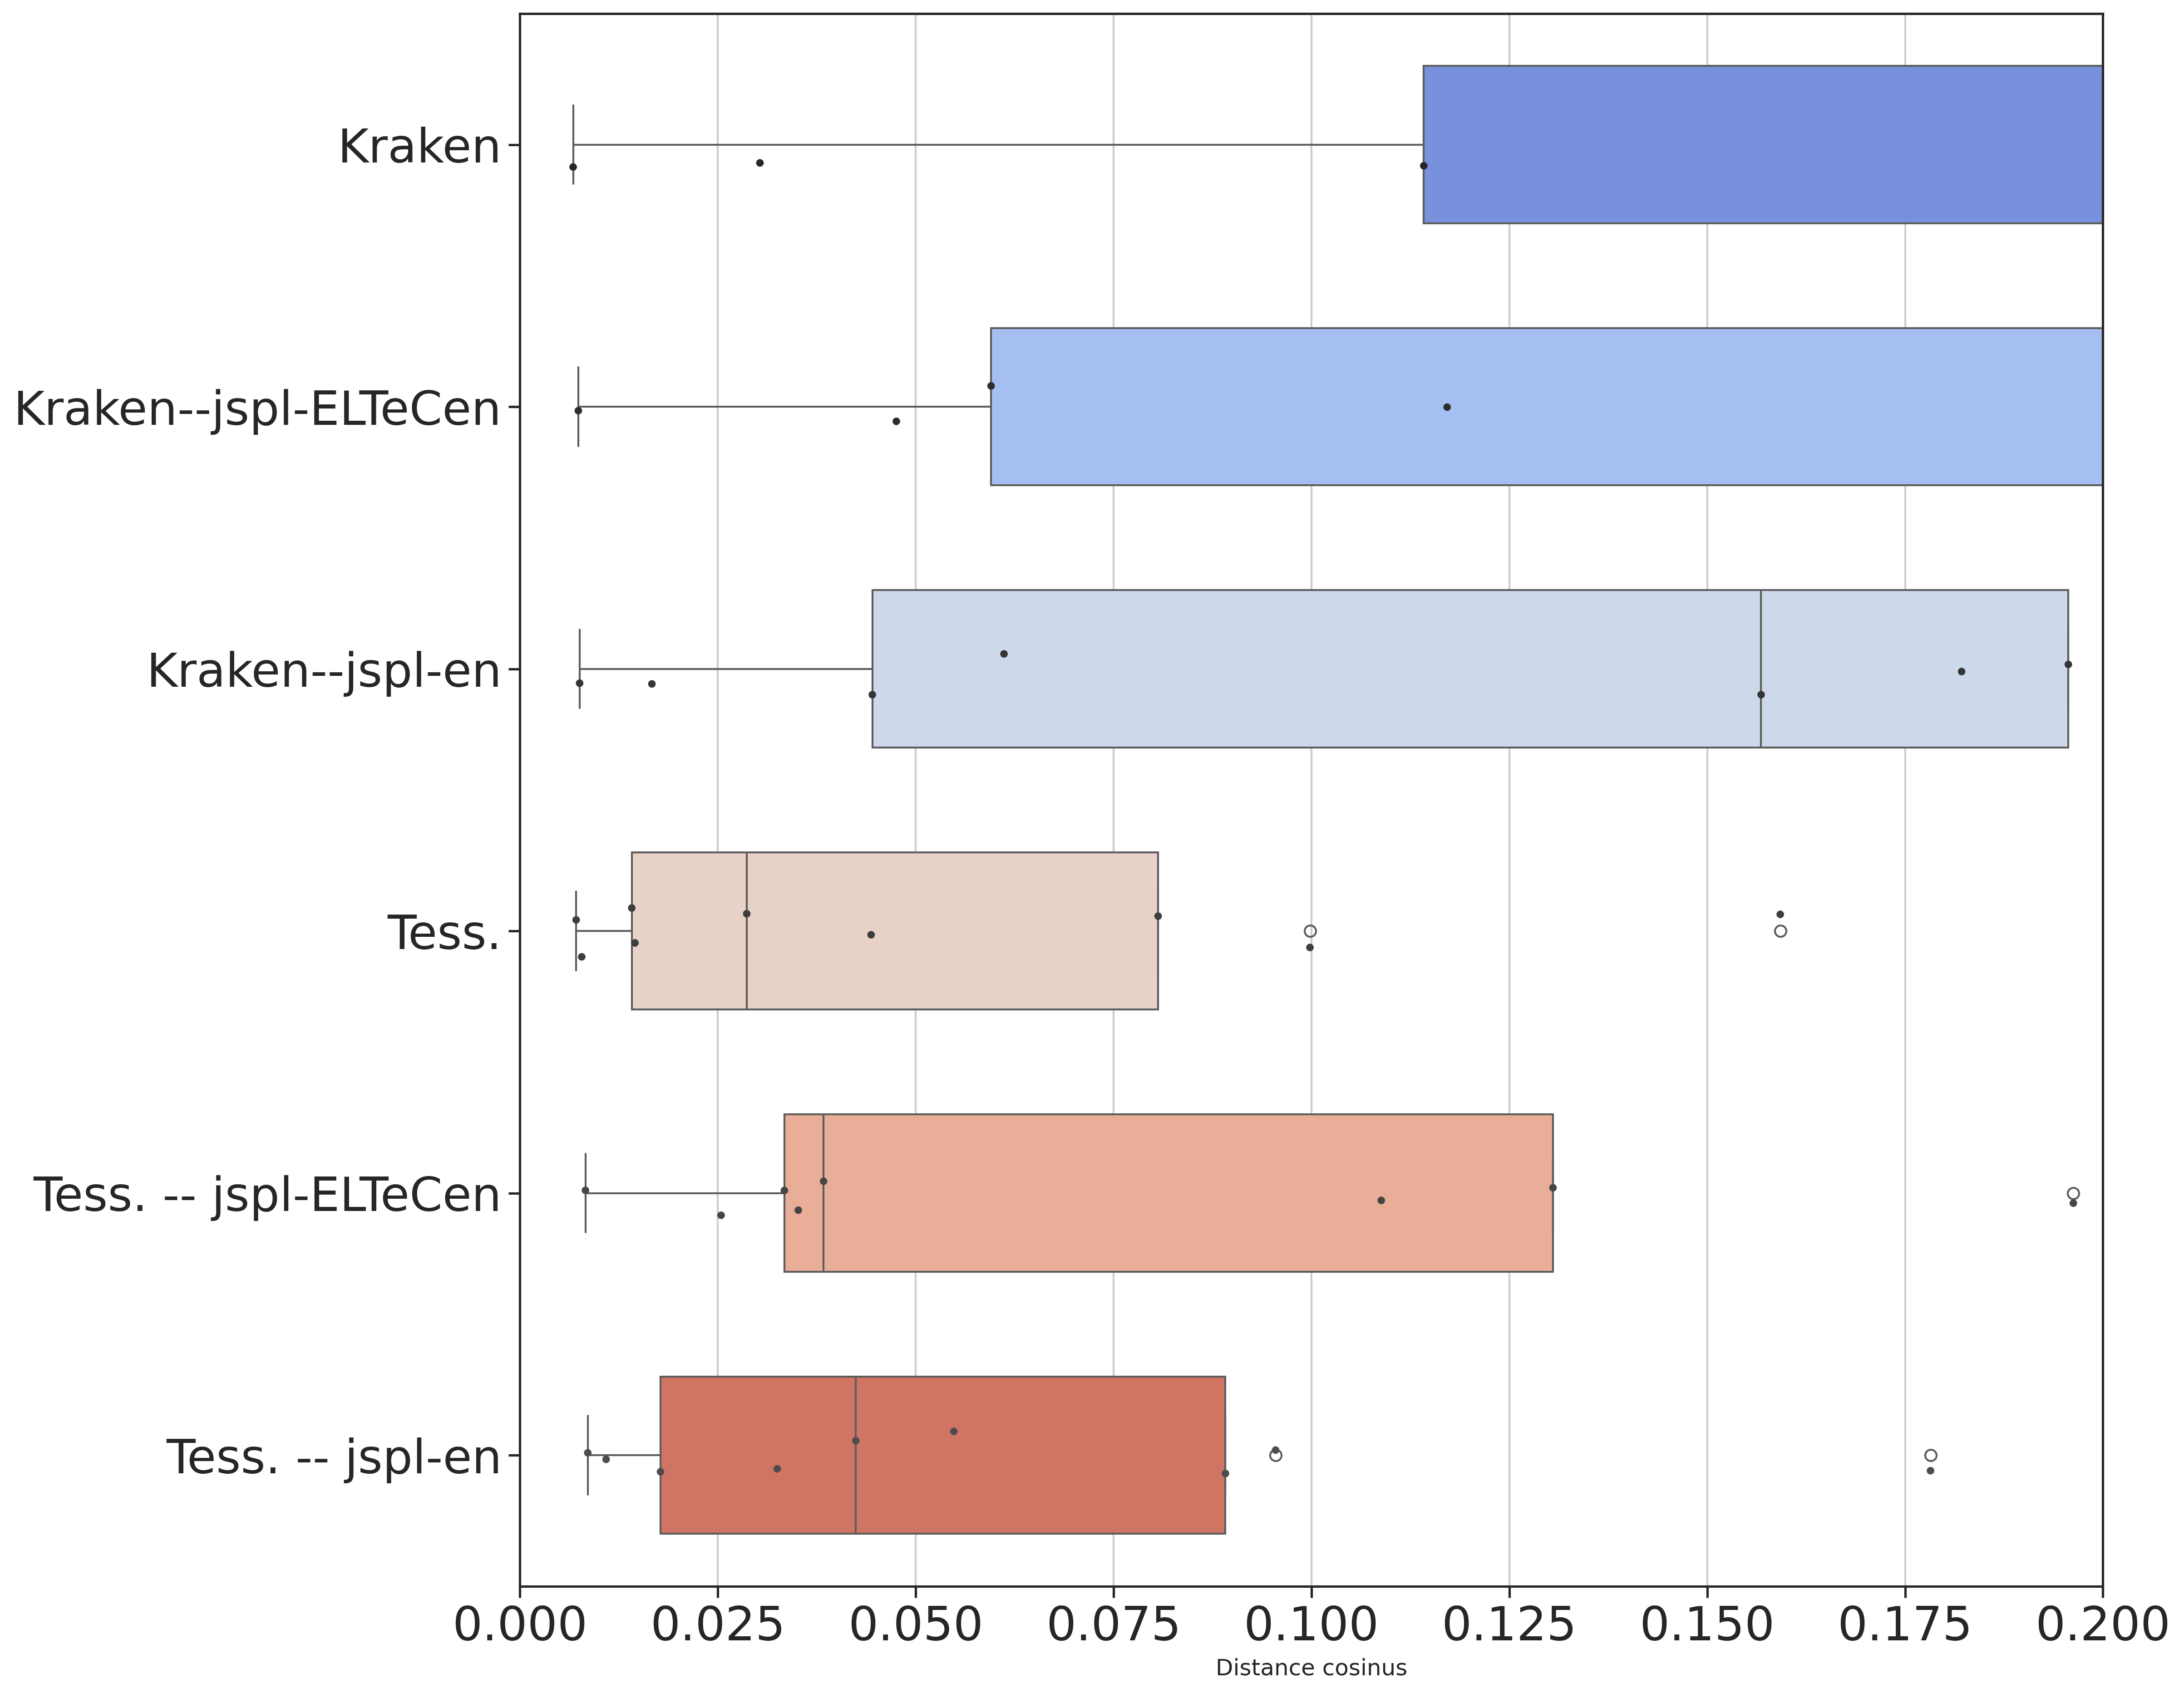 Kraken
Kraken--jspl-ELTeCen
Kraken--jspl-en
Tess.
Tess. -- jspl-ELTeCen
Tess. -- jspl-en
0.000 0.025 0.050 0.075 0.100 0.125 0.150 0.175 0.200
Distance cosinus